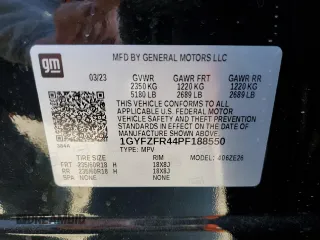 gm
MFD BY GENERAL MOTORS LLC
03/23 GVWR GAWR FRT GAWR RR
2350 KG 1220 KG 1220 KG
5180 LB 2689 LB 2689 LB
THIS VEHICLE CONFORMS TO ALL
APPLICABLE U.S. FEDERAL MOTOR
VEHICLE SAFETY AND THEFT
PREVENTION STANDARDS IN EFFECT ON
THE DATE OF MANUFACTURE SHOWN ABOVE.
1GYFZFR44PF188550
TYPE: MPV
TIRE SIZE RIM MODEL:
FRT 235/60R18 H 18X8J
RR 235/60R18 H 18X8J
SPA NONE NONE